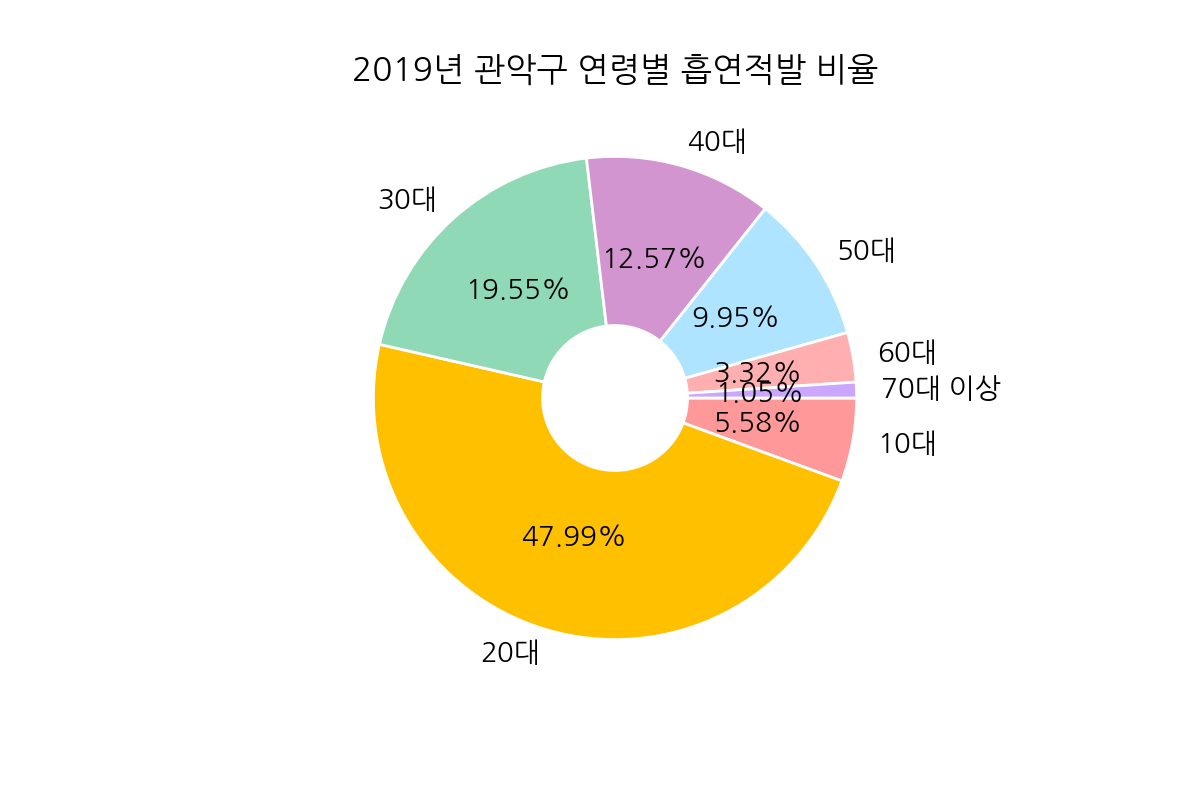 2019년 관악구 연령별 흡연적발 비율
40대
30대
50대
12.57%
19.55%
9.95%
60대
3.32%
70대 이상
1.05%
5.58%
10대
47.99%
20대